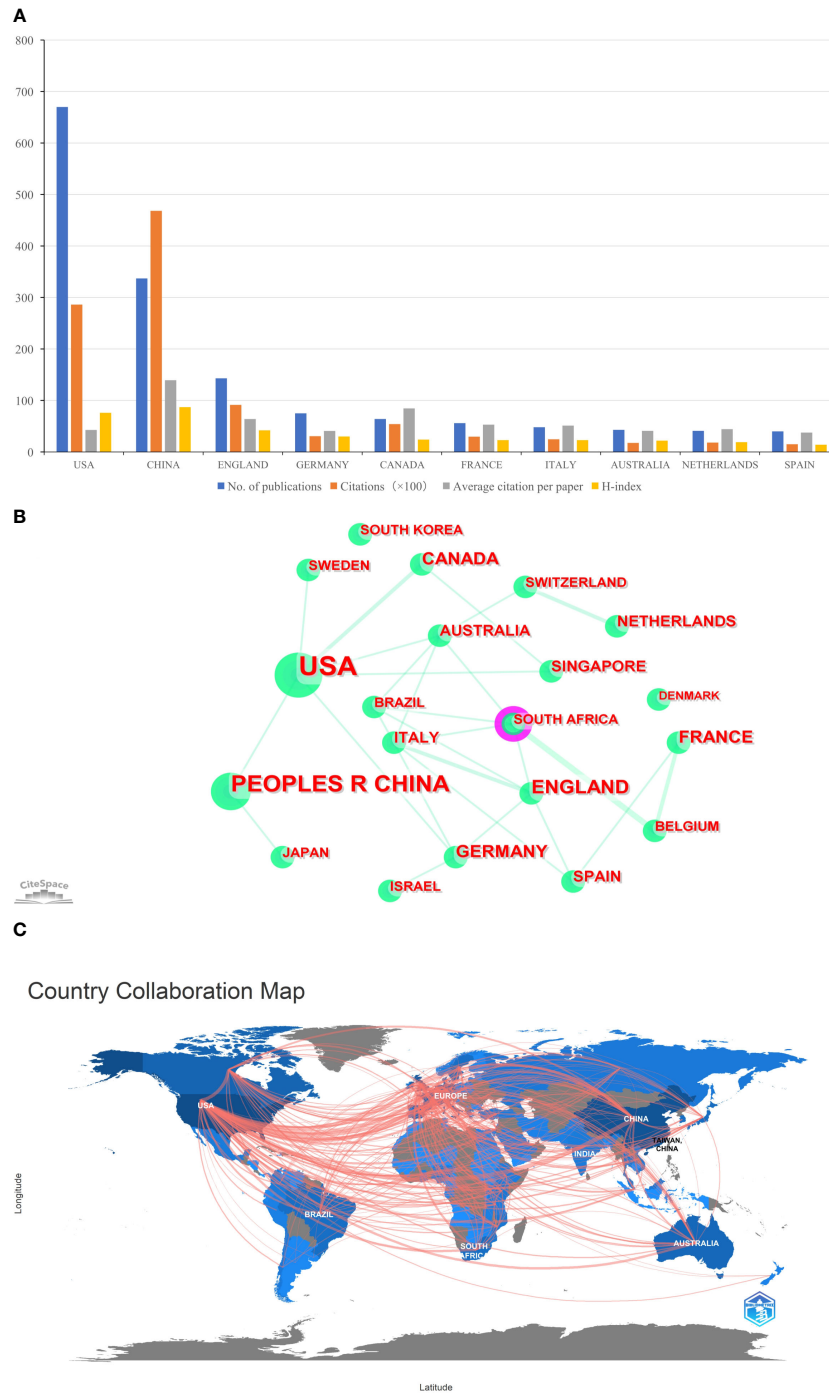 A
800
700
600
500
400
300
200
100
0
USA CHINA ENGLAND GERMANY CANADA FRANCE ITALY AUSTRALIA NETHERLANDS SPAIN
No. of publications Citations (×100) Average citation per paper H-index
B
SOUTH KOREA
SWEDEN
CANADA
SWITZERLAND
NETHERLANDS
AUSTRALIA
USA
SINGAPORE
BRAZIL
DENMARK
SOUTH AFRICA
ITALY
FRANCE
PEOPLES R CHINA
ENGLAND
BELGIUM
JAPAN
GERMANY
SPAIN
ISRAEL
CiteSpace
C
Country Collaboration Map
Longitude
USA
EUROPE
CHINA
TAIWAN,
CHINA
INDIA
BRAZIL
SOUTH
AFRICA
AUSTRALIA
BIBLIOMETRIX
Latitude